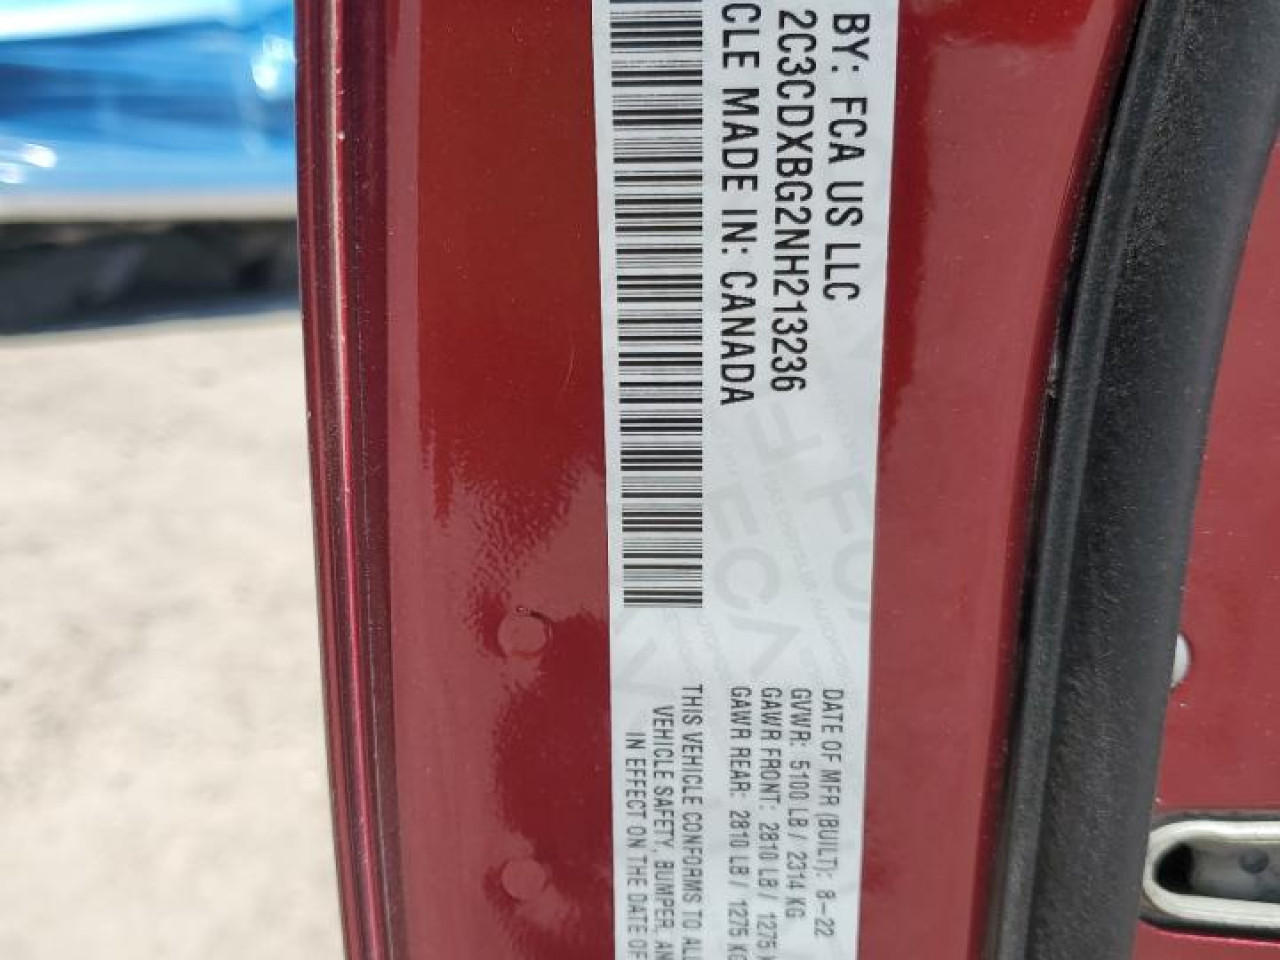 BY: FCA US LLC
2C3CDXBG2NH213236
CLE MADE IN: CANADA
DATE OF MFR (BUILT): 8-22
GVWR: 5100 LB / 2314 KG
GAWR FRONT: 2810 LB / 1275 K
GAWR REAR: 2810 LB / 1275 KG
THIS VEHICLE CONFORMS TO ALL
VEHICLE SAFETY, BUMPER, AN
IN EFFECT ON THE DATE OF
FCA